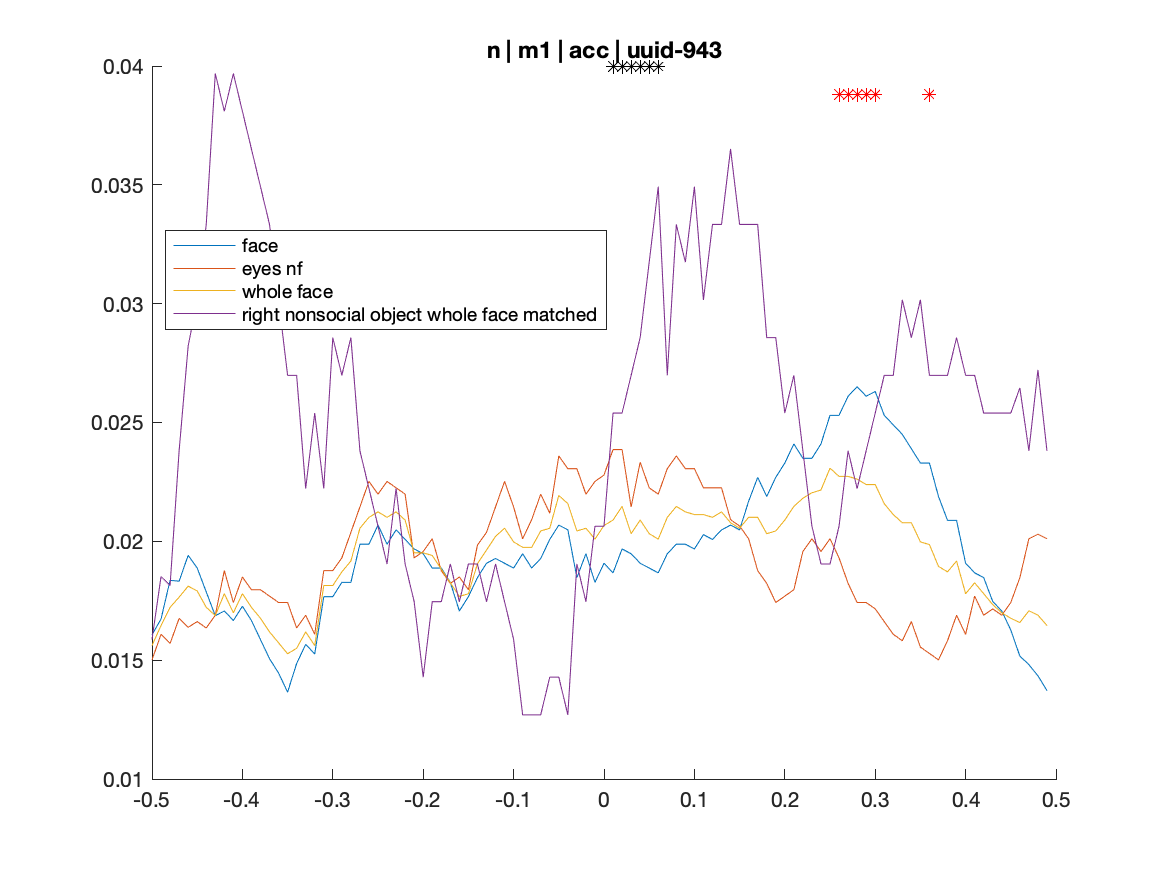 n | m1 | acc | uuid-943
0.04
0.035
0.03
0.025
0.02
0.015
0.01
face
eyes nf
whole face
right nonsocial object whole face matched
-0.5 -0.4 -0.3 -0.2 -0.1 0 0.1 0.2 0.3 0.4 0.5